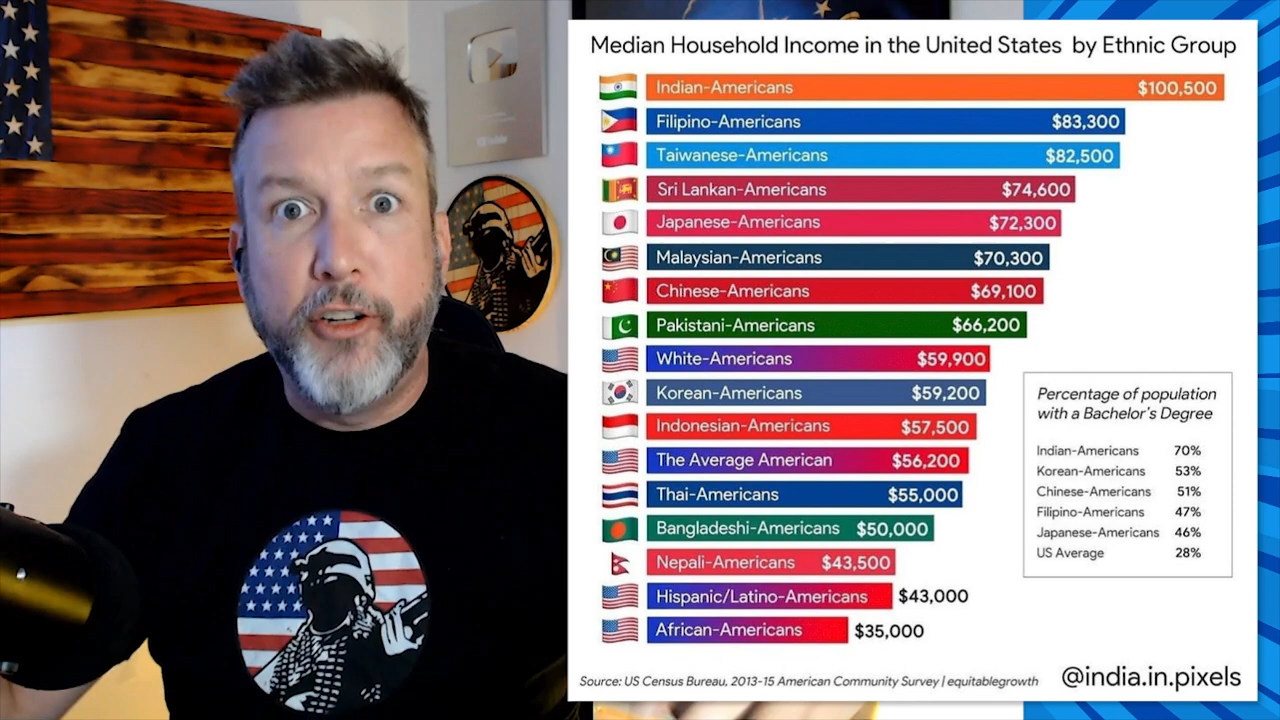 Median Household Income in the United States by Ethnic Group
Indian-Americans $100,500
Filipino-Americans $83,300
Taiwanese-Americans $82,500
Sri Lankan-Americans $74,600
Japanese-Americans $72,300
Malaysian-Americans $70,300
Chinese-Americans $69,100
Pakistani-Americans $66,200
White-Americans $59,900
Korean-Americans $59,200
Indonesian-Americans $57,500
The Average American $56,200
Thai-Americans $55,000
Bangladeshi-Americans $50,000
Nepali-Americans $43,500
Hispanic/Latino-Americans $43,000
African-Americans $35,000
Percentage of population
with a Bachelor's Degree
Indian-Americans 70%
Korean-Americans 53%
Chinese-Americans 51%
Filipino-Americans 47%
Japanese-Americans 46%
US Average 28%
Source: US Census Bureau, 2013-15 American Community Survey | equitablegrowth
@india.in.pixels